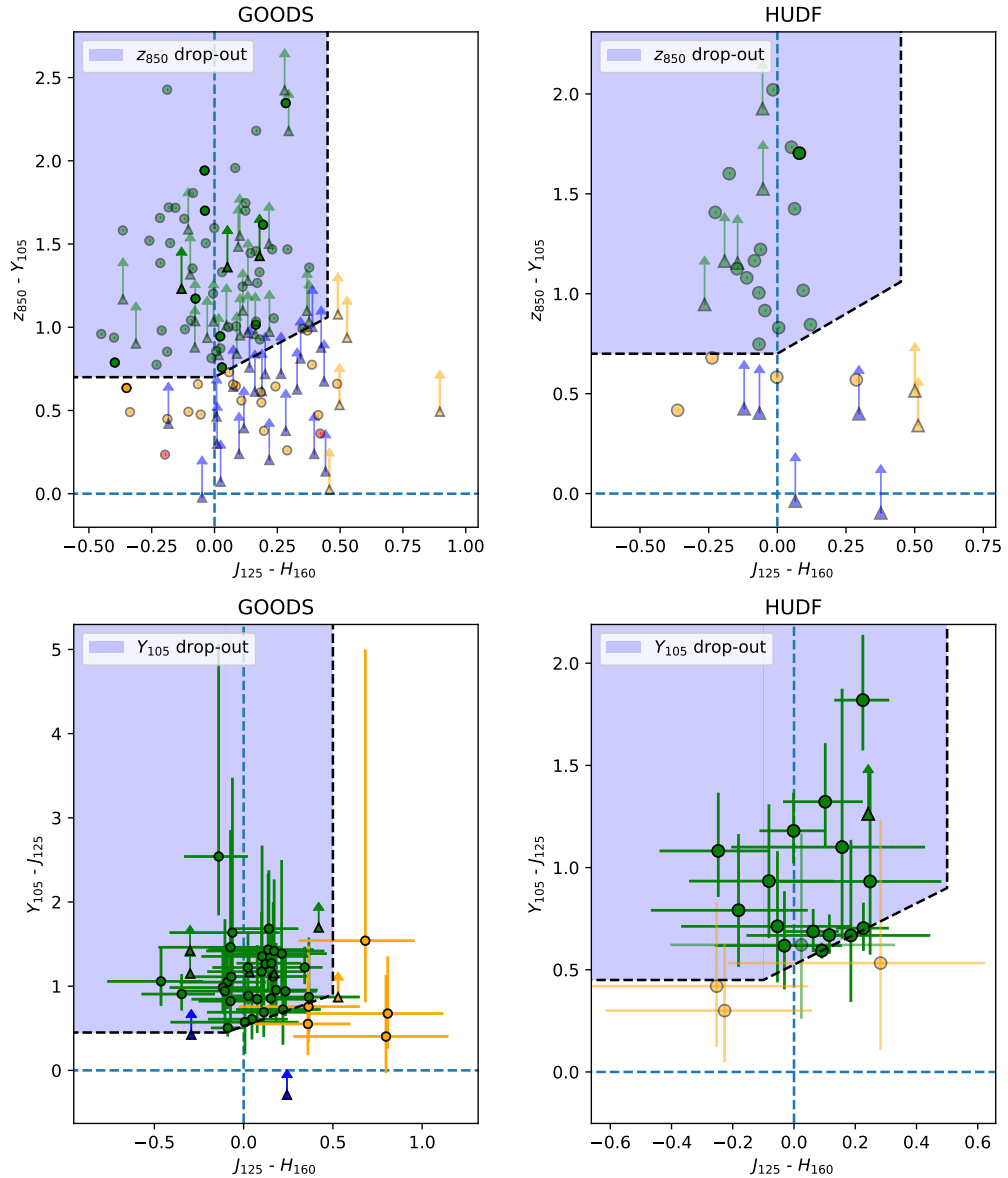 GOODS
z850 drop-out
2.5
2.0
1.5
1.0
0.5
0.0
z850 - Y105
−0.50 −0.25 0.00 0.25 0.50 0.75 1.00
J125 - H160
HUDF
z850 drop-out
2.0
1.5
1.0
0.5
0.0
z850 - Y105
−0.50 −0.25 0.00 0.25 0.50 0.75
J125 - H160
GOODS
Y105 drop-out
5
4
3
2
1
0
Y105 - J125
−0.5 0.0 0.5 1.0
J125 - H160
HUDF
Y105 drop-out
2.0
1.5
1.0
0.5
0.0
Y105 - J125
−0.6 −0.4 −0.2 0.0 0.2 0.4 0.6
J125 - H160